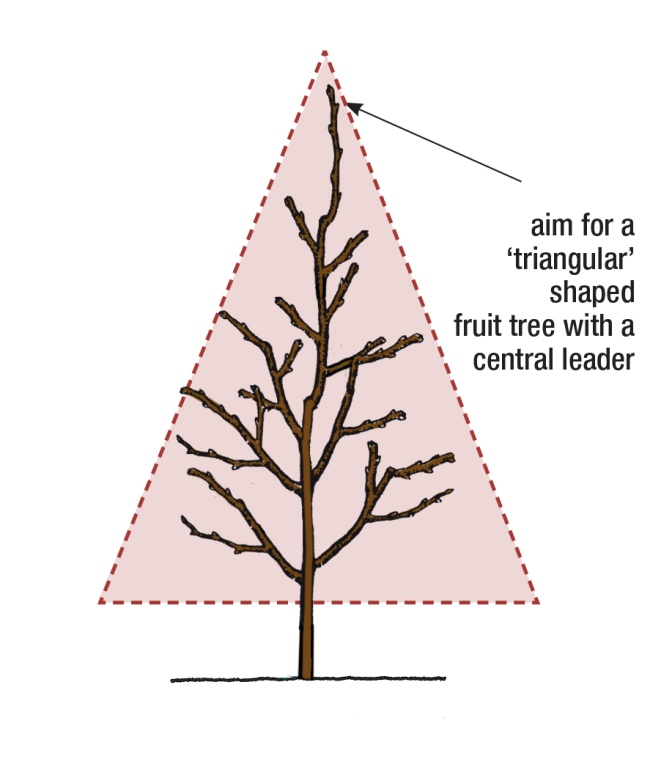 aim for a
‘triangular’
shaped
fruit tree with a
central leader